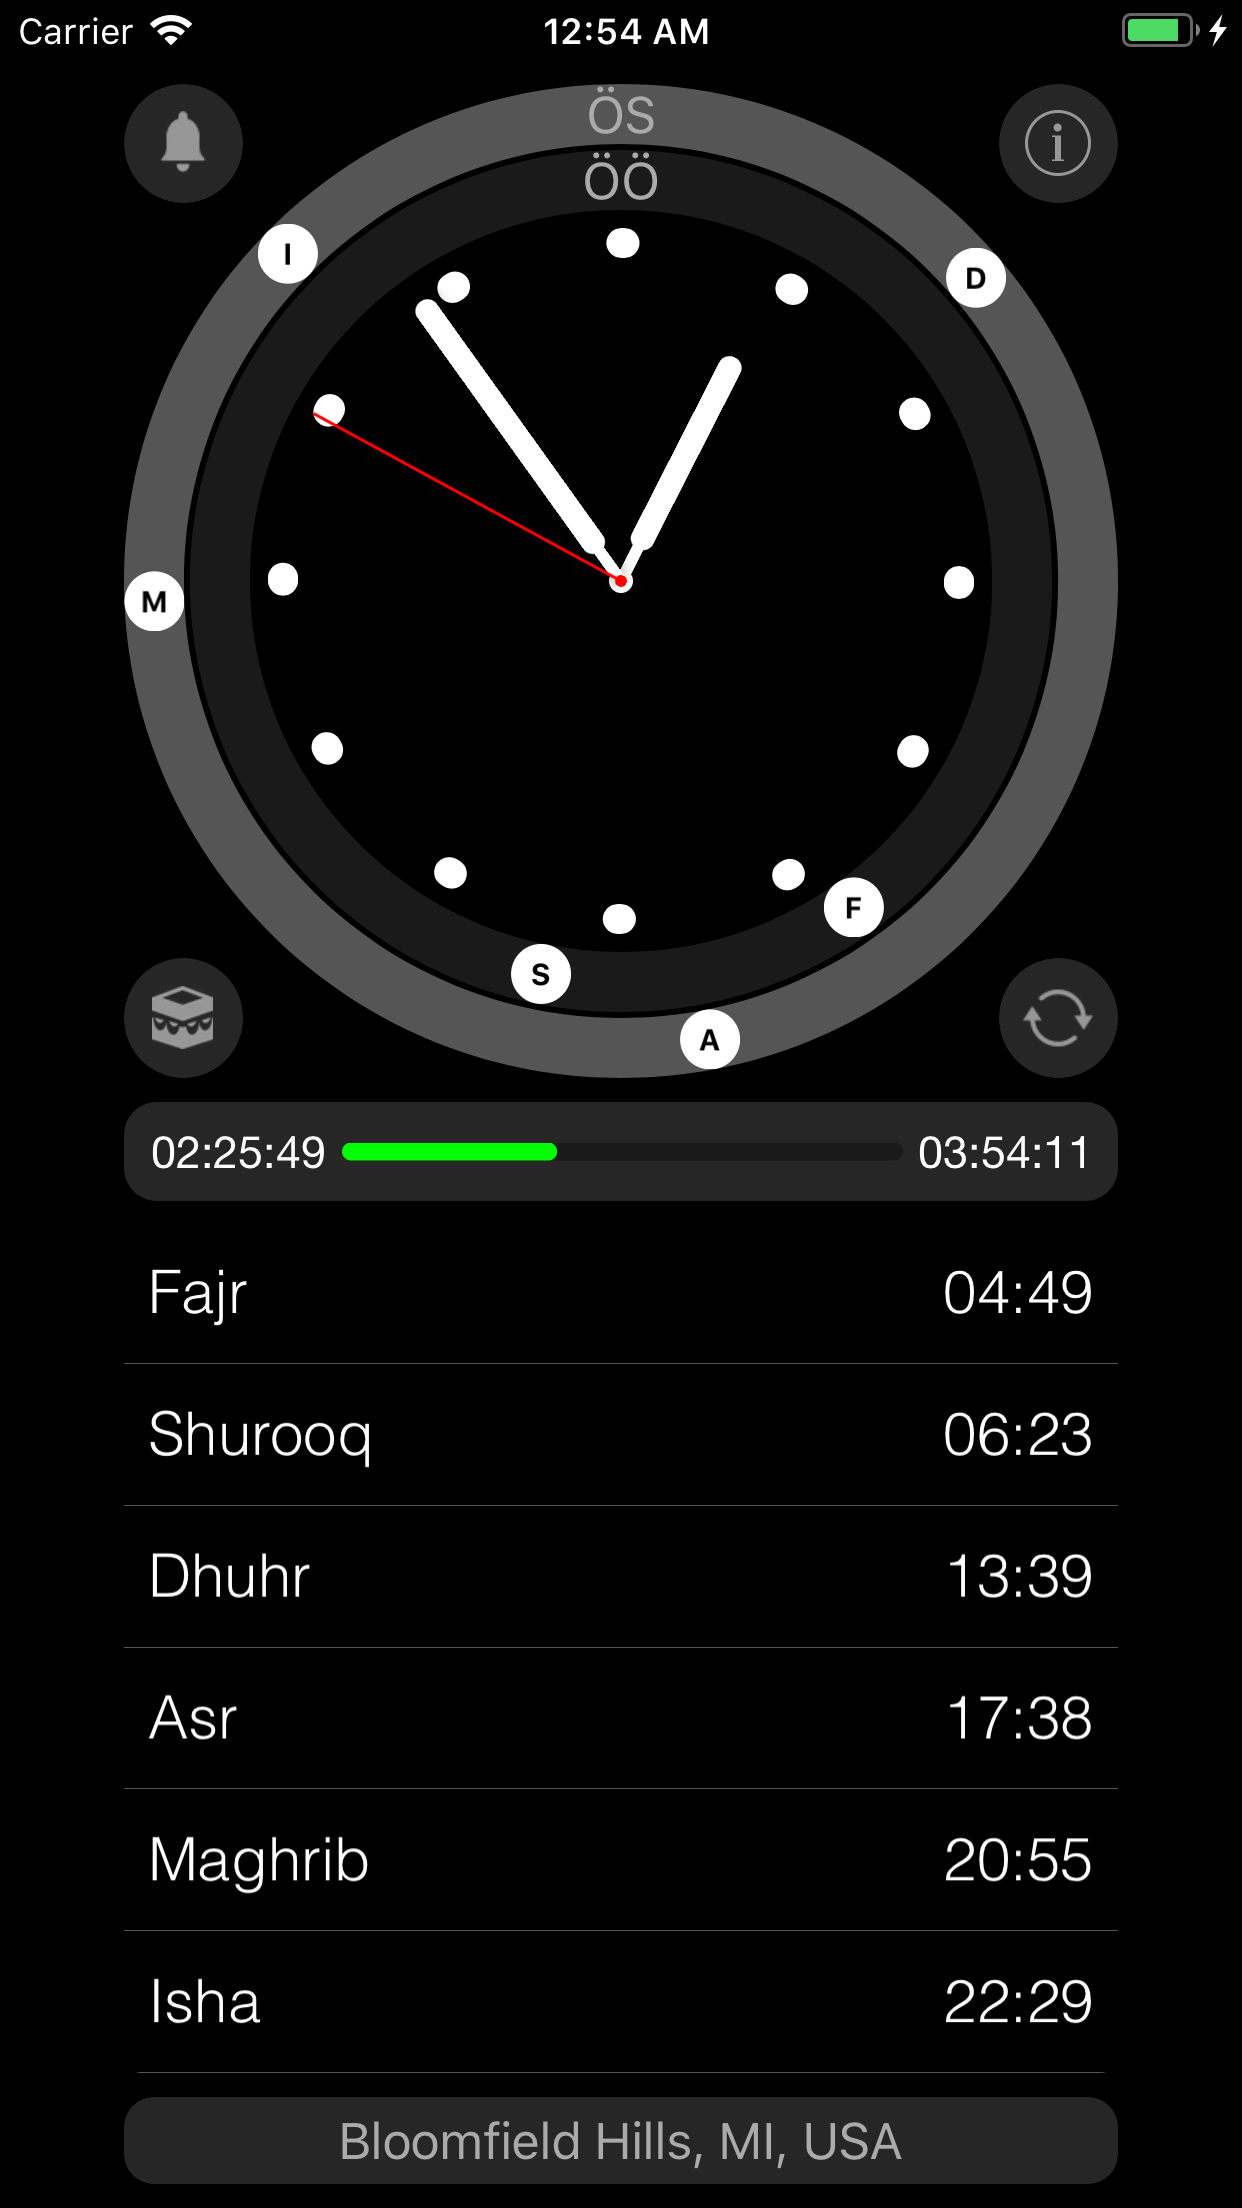 Carrier 12:54 AM
ÖS
ÖÖ
i
I
D
M
F
S
A
02:25:49 03:54:11
Fajr 04:49
Shurooq 06:23
Dhuhr 13:39
Asr 17:38
Maghrib 20:55
Isha 22:29
Bloomfield Hills, MI, USA